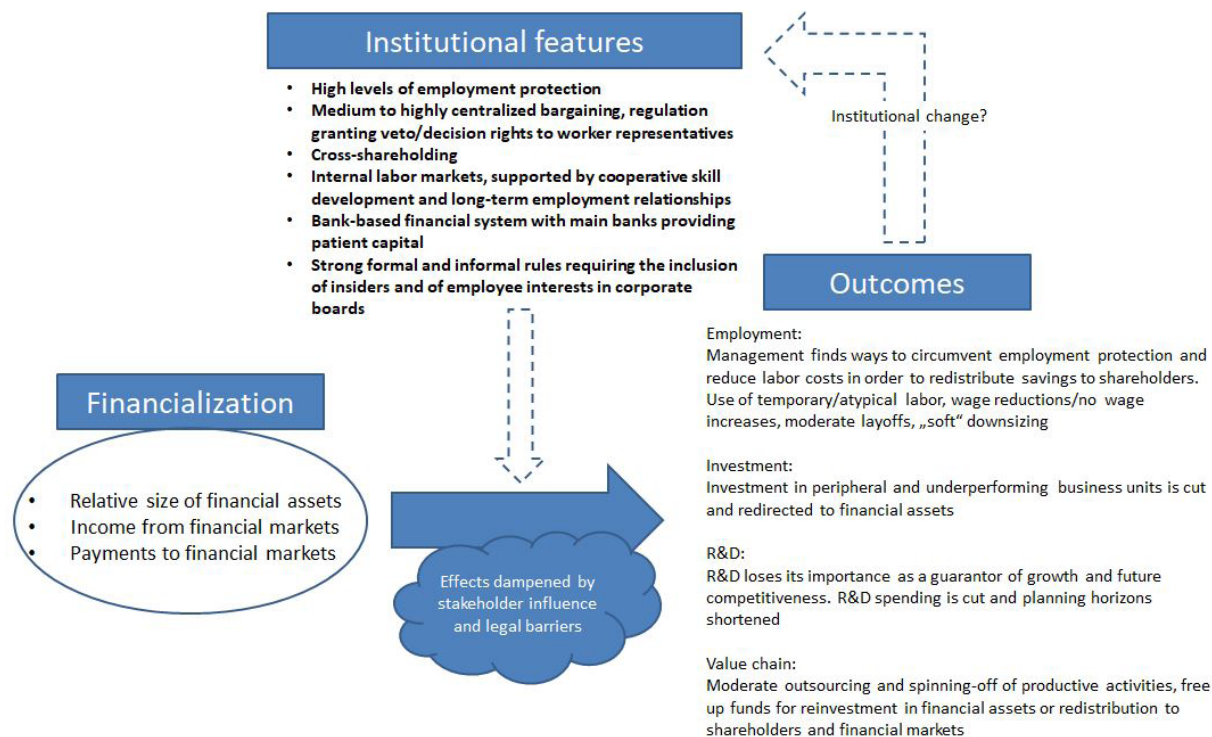 Institutional features
• High levels of employment protection
• Medium to highly centralized bargaining, regulation
granting veto/decision rights to worker representatives
• Cross-shareholding
• Internal labor markets, supported by cooperative skill
development and long-term employment relationships
• Bank-based financial system with main banks providing
patient capital
• Strong formal and informal rules requiring the inclusion
of insiders and of employee interests in corporate
boards
Institutional change?
Financialization
• Relative size of financial assets
• Income from financial markets
• Payments to financial markets
Effects dampened by
stakeholder influence
and legal barriers
Outcomes
Employment:
Management finds ways to circumvent employment protection and
reduce labor costs in order to redistribute savings to shareholders.
Use of temporary/atypical labor, wage reductions/no wage
increases, moderate layoffs, „soft“ downsizing
Investment:
Investment in peripheral and underperforming business units is cut
and redirected to financial assets
R&D:
R&D loses its importance as a guarantor of growth and future
competitiveness. R&D spending is cut and planning horizons
shortened
Value chain:
Moderate outsourcing and spinning-off of productive activities, free
up funds for reinvestment in financial assets or redistribution to
shareholders and financial markets